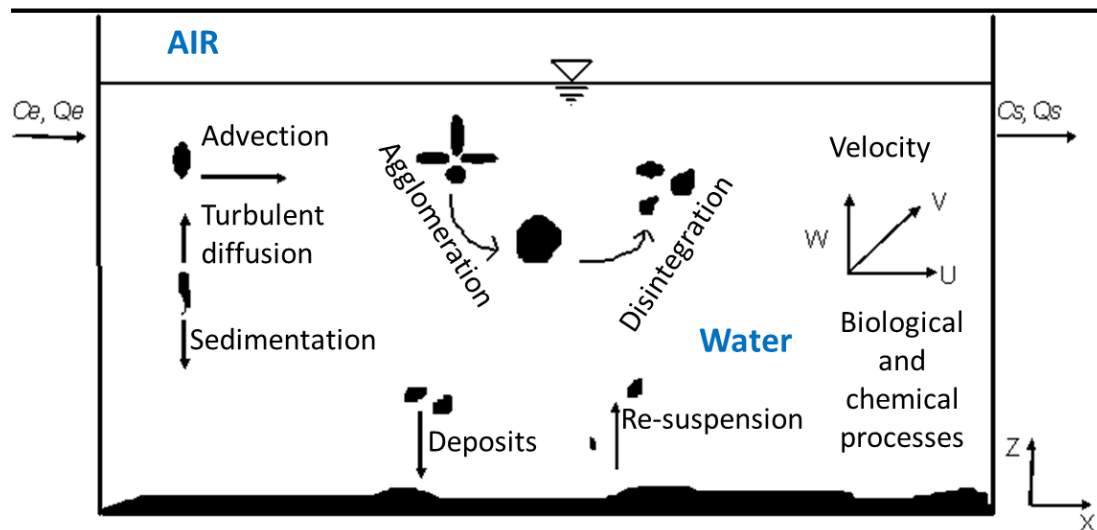 AIR
Ce, Qe
Cs, Qs
Advection
Agglomeration
Disintegration
Velocity
Turbulent
diffusion
W
V
U
Sedimentation
Water
Biological
and
chemical
processes
Deposits
Re-suspension
Z
X